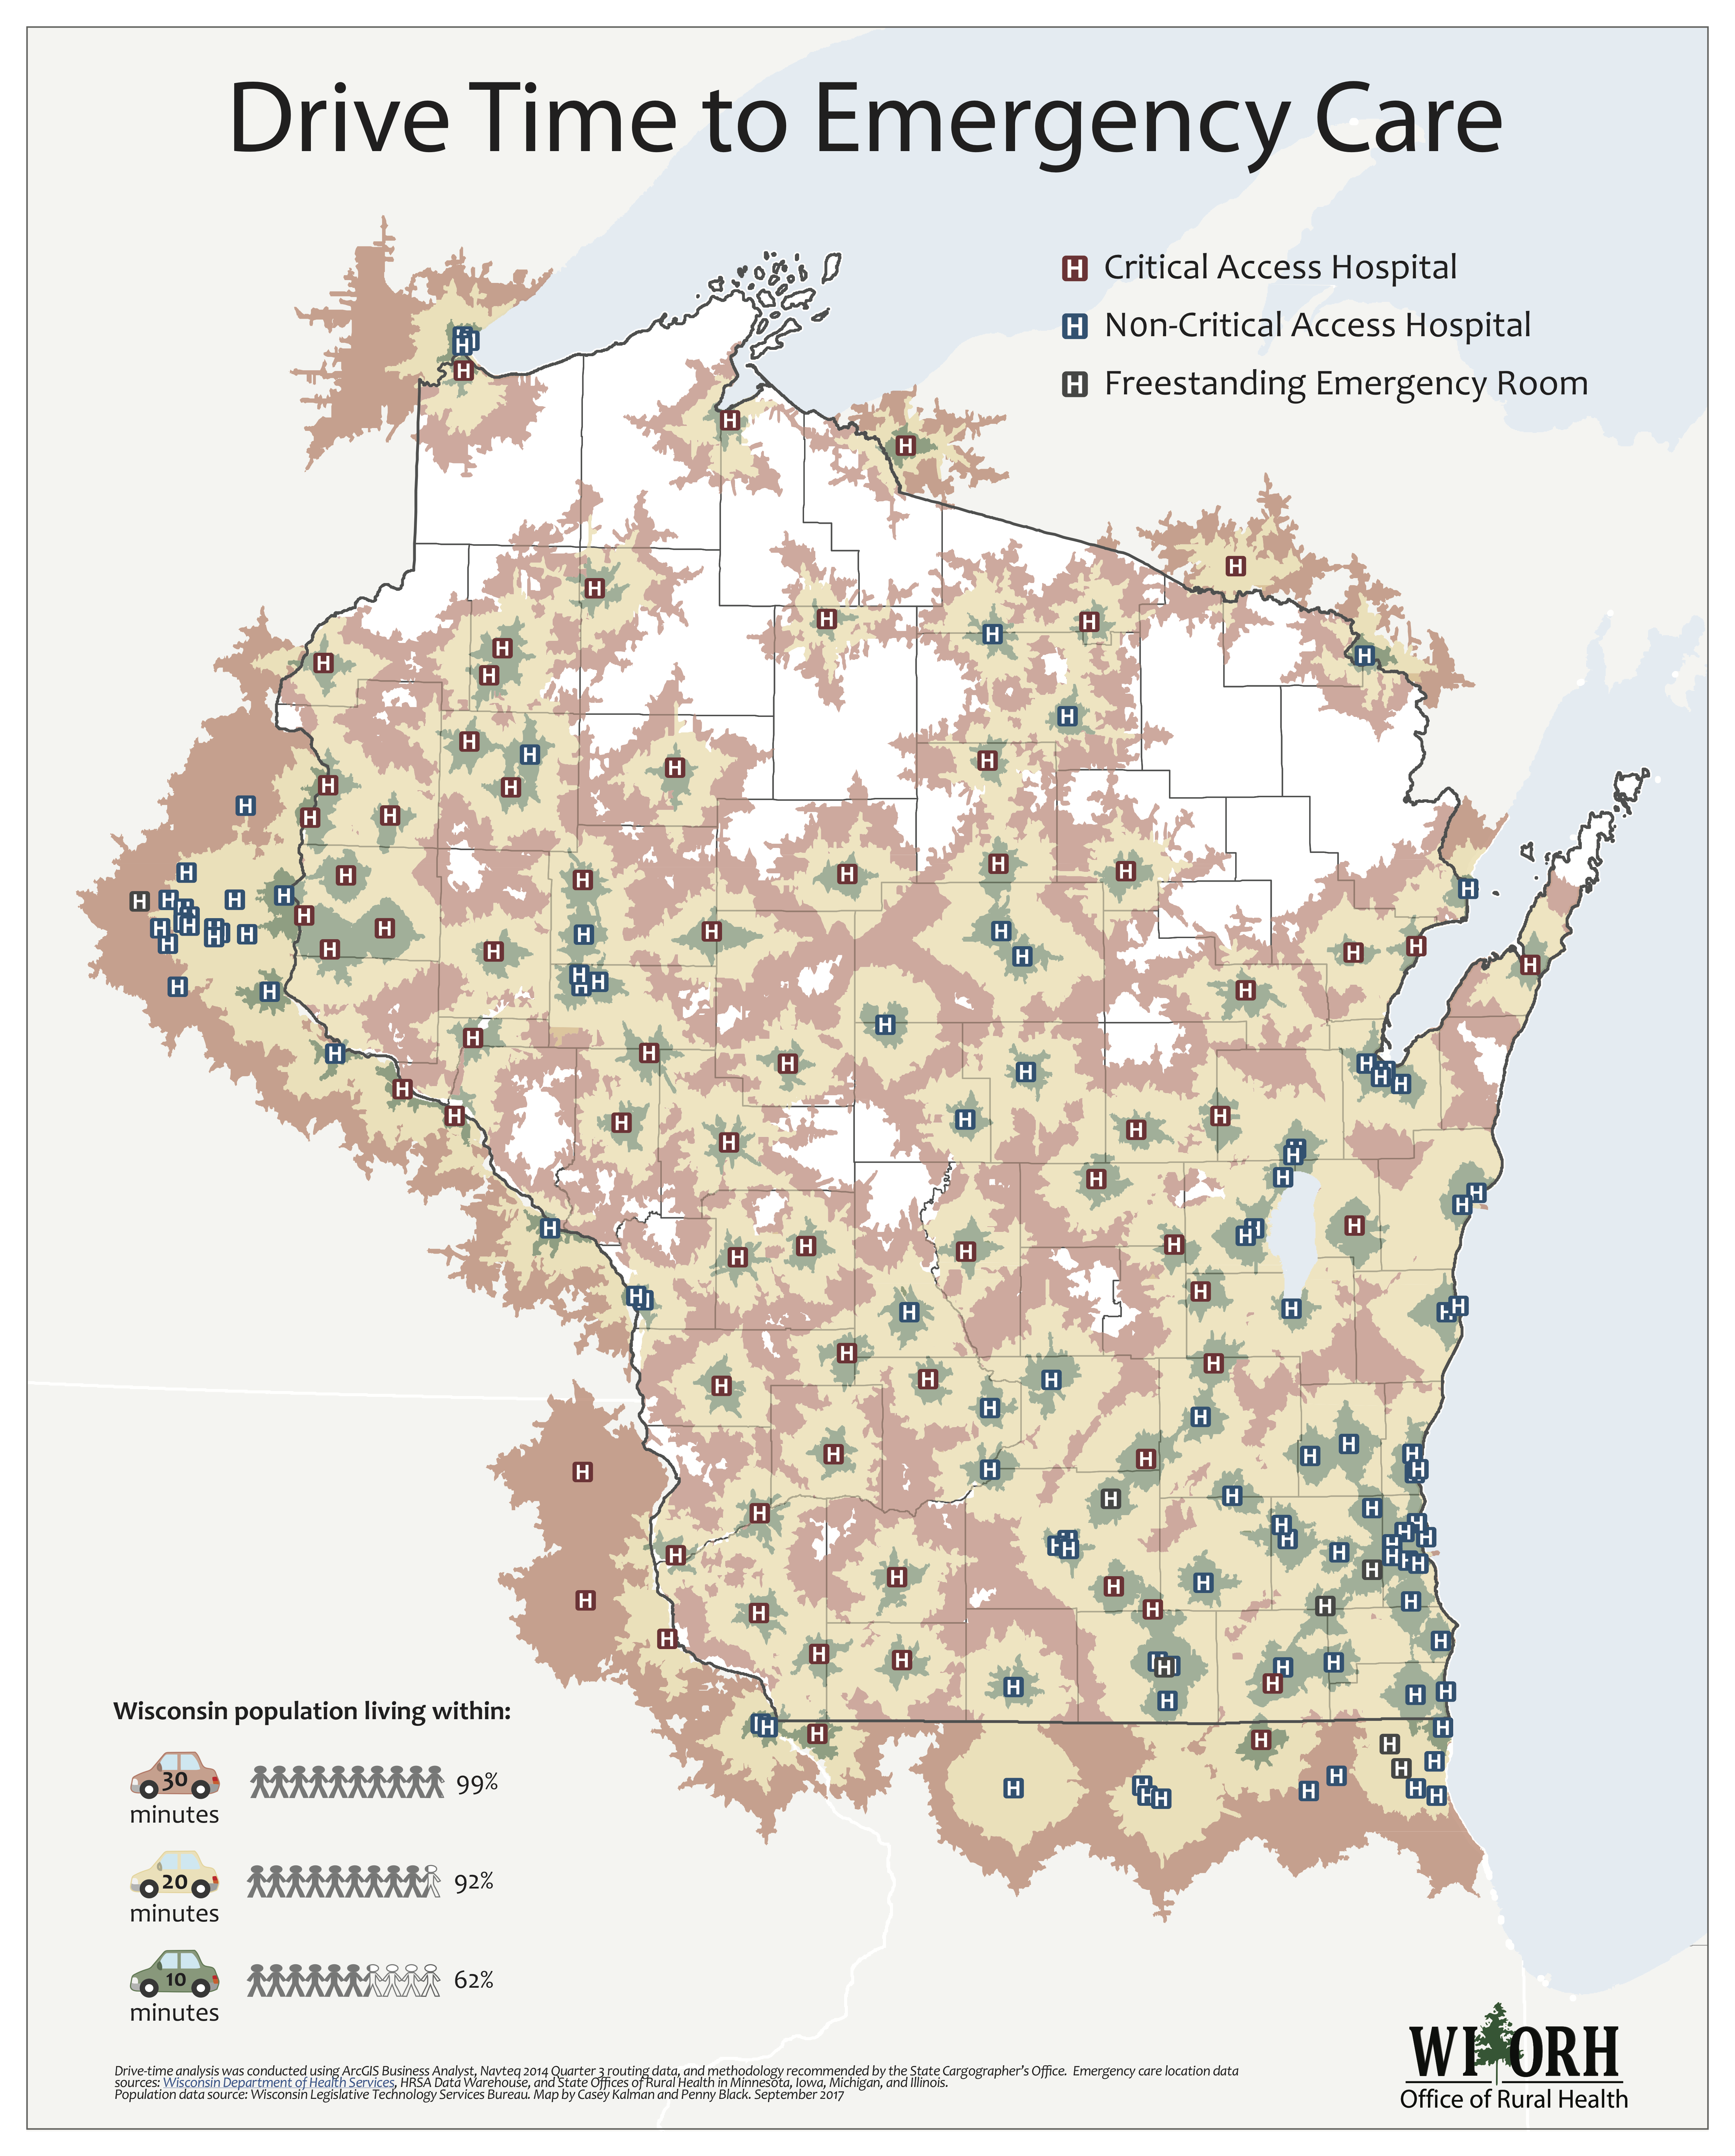 Drive Time to Emergency Care
H Critical Access Hospital
H Non-Critical Access Hospital
H Freestanding Emergency Room
Wisconsin population living within:
30
minutes
99%
20
minutes
92%
10
minutes
62%
Drive-time analysis was conducted using ArcGIS Business Analyst, Navteq 2014 Quarter 3 routing data, and methodology recommended by the State Cargographer's Office. Emergency care location data
sources: Wisconsin Department of Health Services, HRSA Data Warehouse, and State Offices of Rural Health in Minnesota, Iowa, Michigan, and Illinois.
Population data source: Wisconsin Legislative Technology Services Bureau. Map by Casey Kalman and Penny Black. September 2017
WI ORH
Office of Rural Health